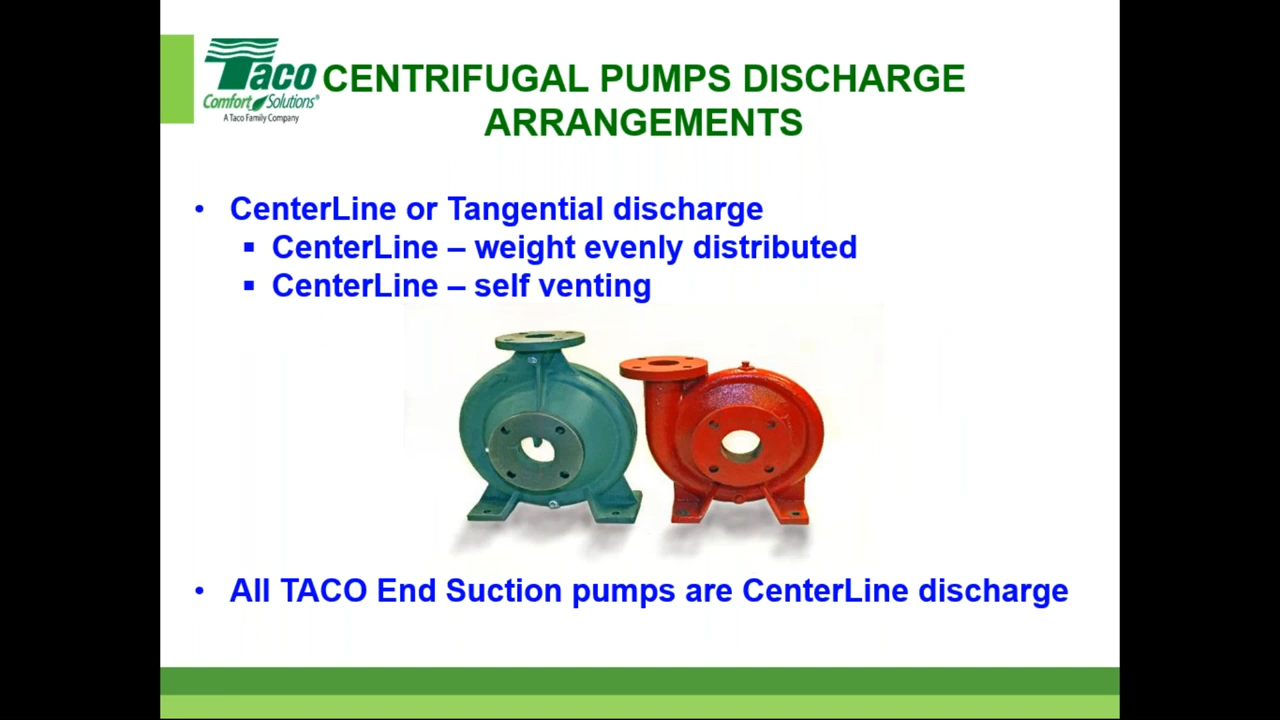 Taco
Comfort Solutions®
A Taco Family Company
CENTRIFUGAL PUMPS DISCHARGE
ARRANGEMENTS
• CenterLine or Tangential discharge
▪ CenterLine – weight evenly distributed
▪ CenterLine – self venting
• All TACO End Suction pumps are CenterLine discharge